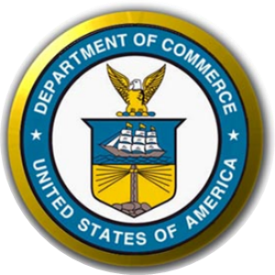 DEPARTMENT OF COMMERCE
UNITED STATES OF AMERICA